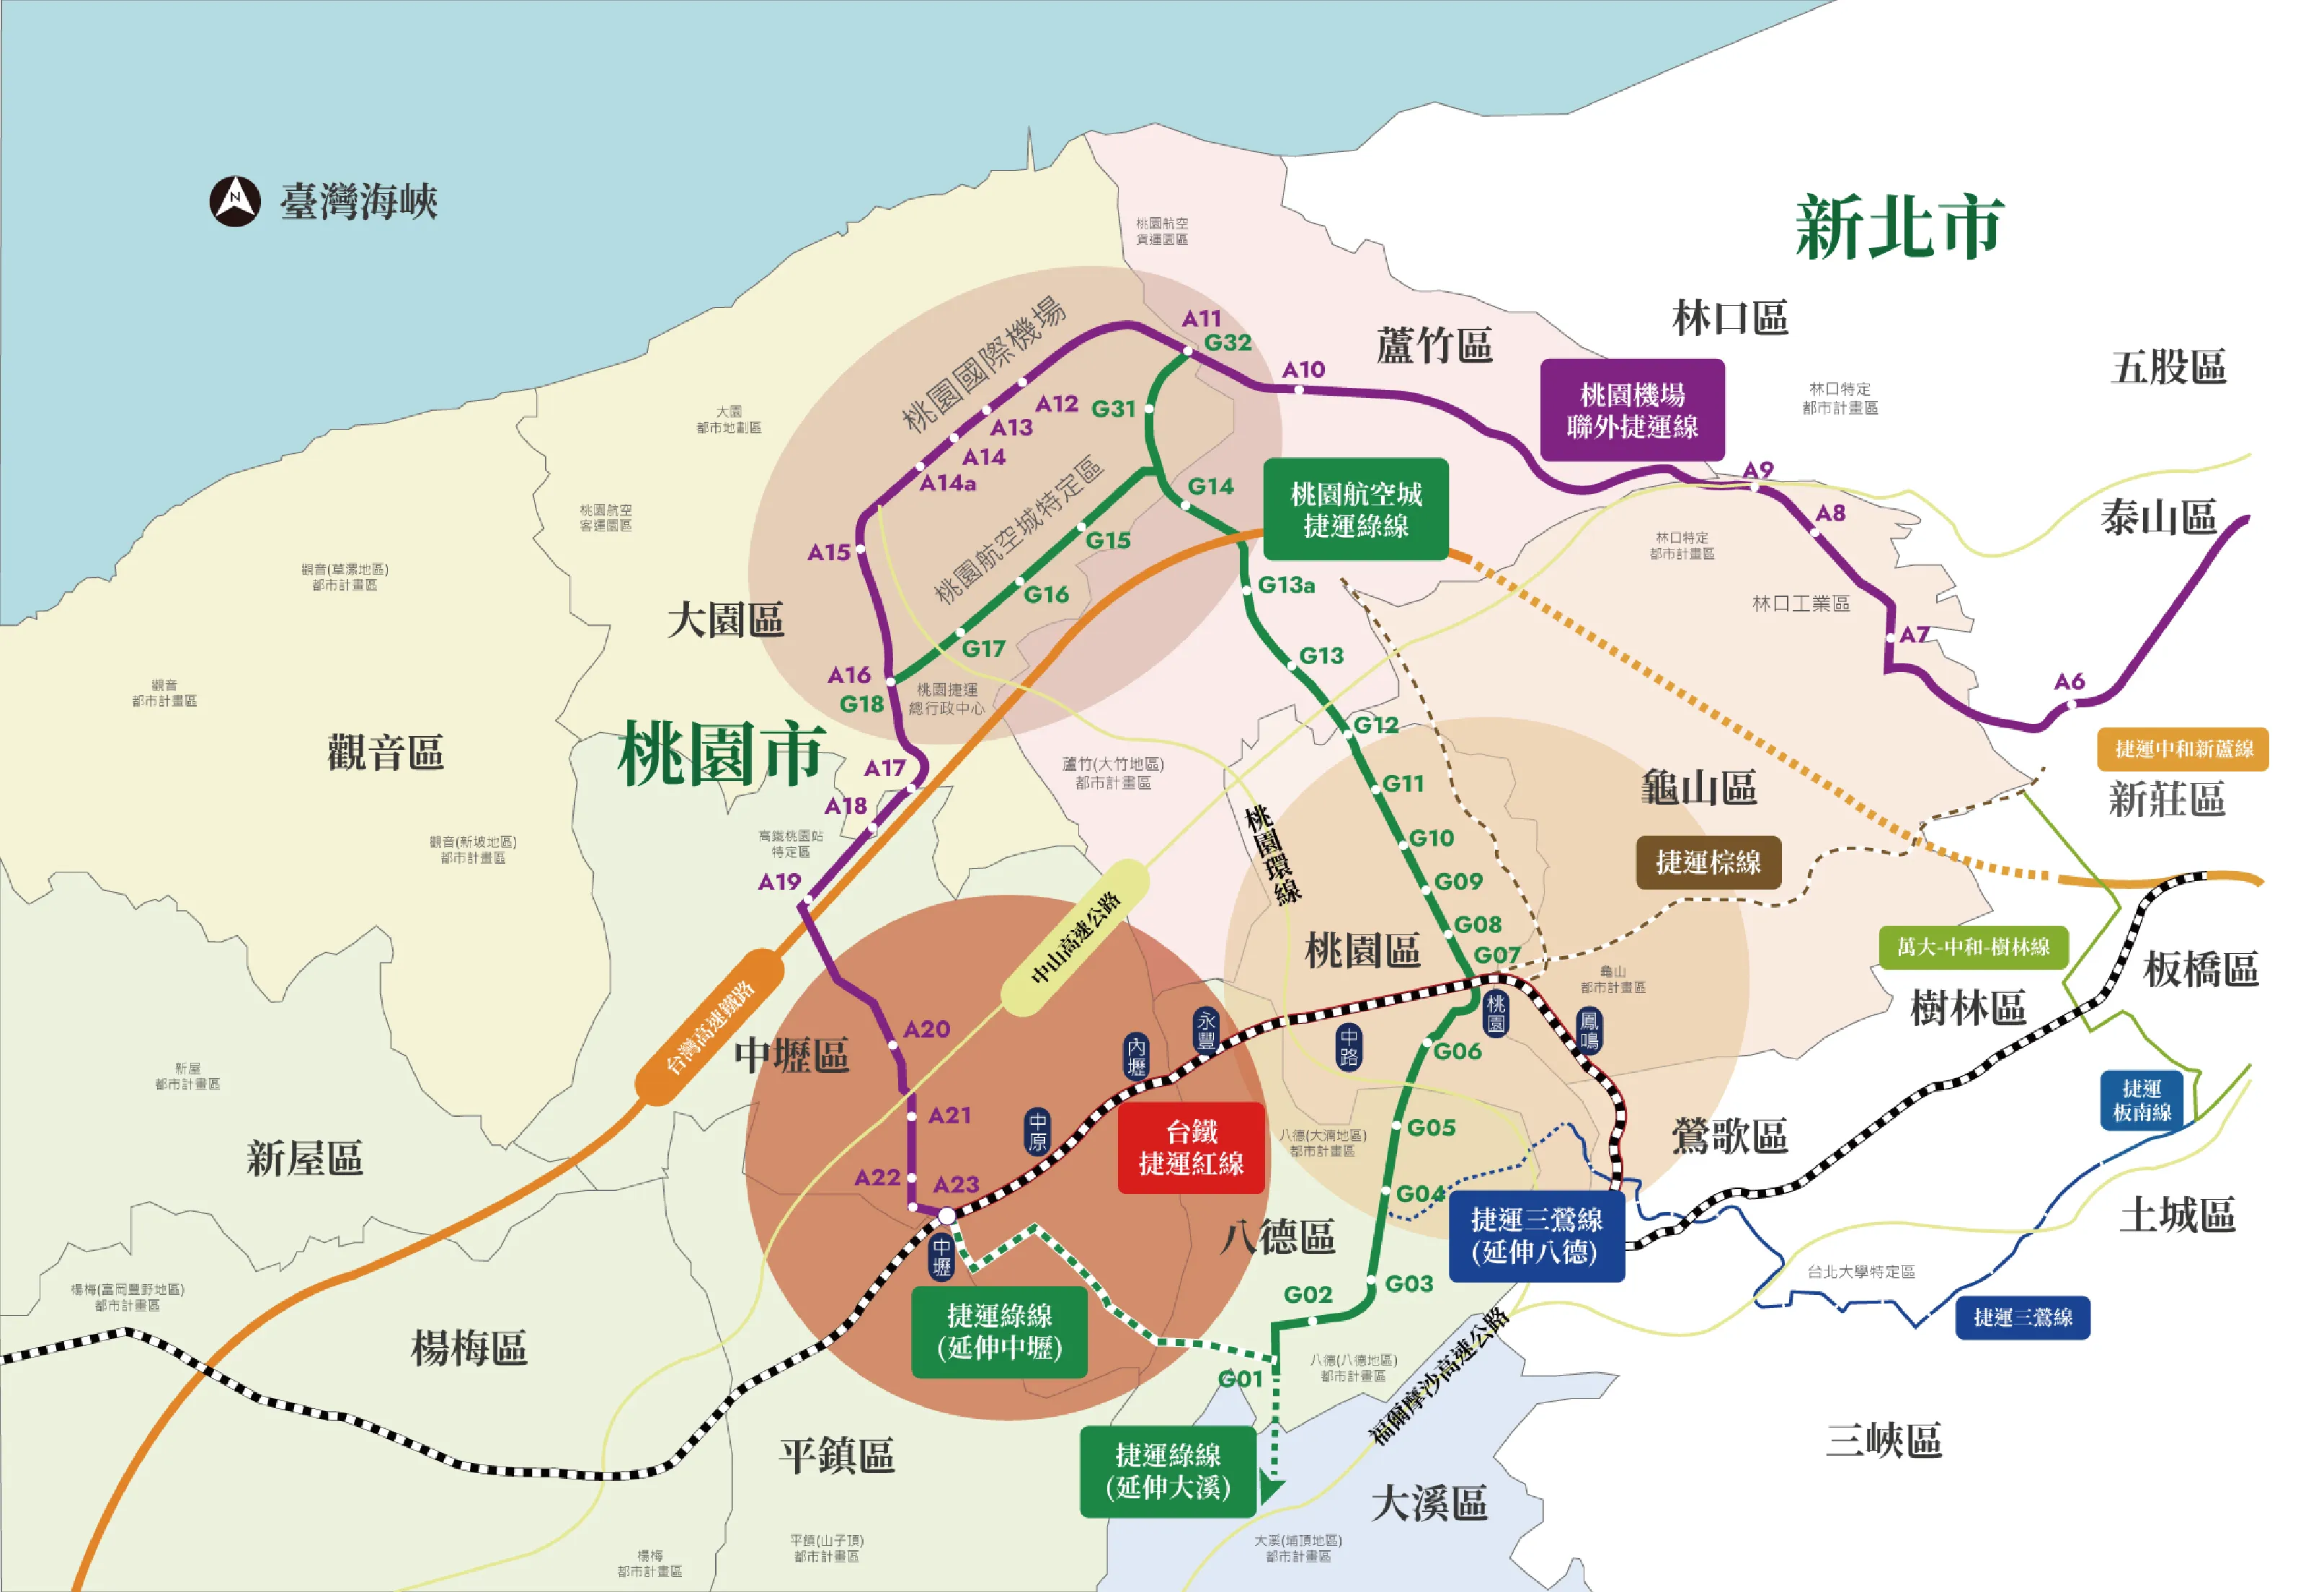 N
臺灣海峽
新北市
桃園航空
貨運園區
林口區
蘆竹區
五股區
桃園國際機場
A11
G32
A10
桃園機場
聯外捷運線
林口特定
都市計畫區
大園
都市地劃區
A12
G31
A13
A14
A14a
桃園航空城特定區
G14
桃園航空城
捷運綠線
A9
A8
泰山區
桃園航空
客運園區
A15
G15
林口特定
都市計畫區
觀音(草漯地區)
都市計畫區
G16
G13a
林口工業區
大園區
G17
G13
A7
觀音
都市計畫區
A16
G18
桃園捷運
總行政中心
A6
桃園市
觀音區
G12
捷運中和新蘆線
A17
蘆竹(大竹地區)
都市計畫區
G11
龜山區
新莊區
A18
桃園環線
觀音(新坡地區)
都市計畫區
高鐵桃園站
特定區
G10
捷運棕線
A19
G09
中山高速公路
G08
桃園區
G07
萬大-中和-樹林線
板橋區
龜山
都市計畫區
台灣高速鐵路
樹林區
桃園
鳳鳴
永豐
中路
內壢
A20
中壢區
G06
新屋
都市計畫區
捷運
板南線
A21
中原
台鐵
捷運紅線
G05
八德(大湳地區)
都市計畫區
鶯歌區
新屋區
A22
A23
G04
土城區
八德區
捷運三鶯線
(延伸八德)
中壢
台北大學特定區
G03
G02
楊梅(富岡豐野地區)
都市計畫區
捷運綠線
(延伸中壢)
捷運三鶯線
楊梅區
G01
八德(八德地區)
都市計畫區
福爾摩沙高速公路
三峽區
平鎮區
捷運綠線
(延伸大溪)
大溪區
平鎮(山子頂)
都市計畫區
大溪(埔頂地區)
都市計畫區
楊梅
都市計畫區